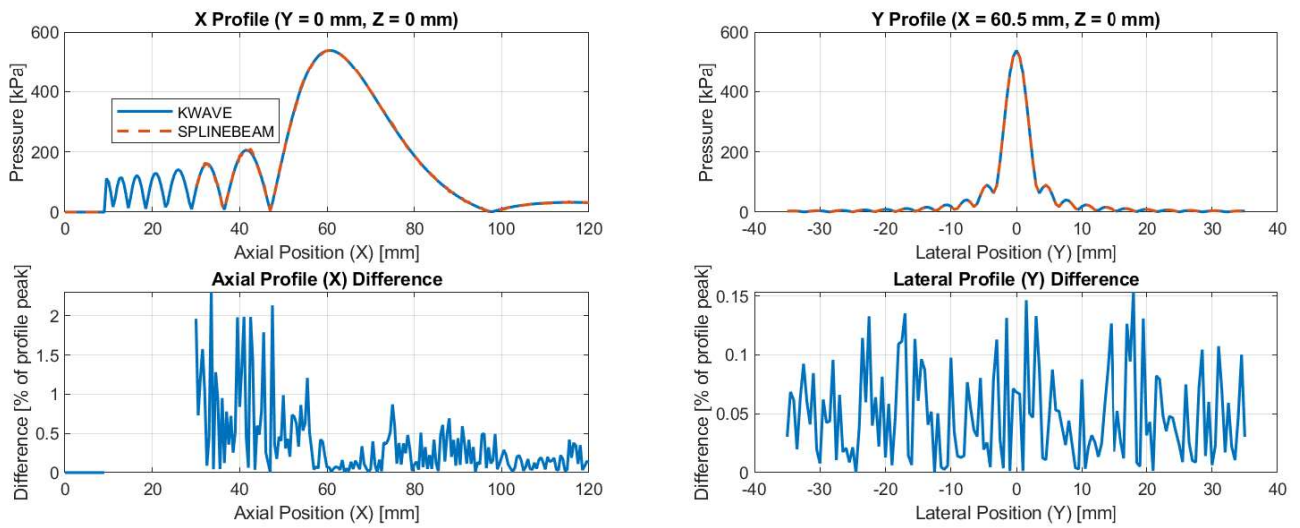 X Profile (Y = 0 mm, Z = 0 mm)
600
400
200
0
Pressure [kPa]
KWAVE
SPLINEBEAM
0 20 40 60 80 100 120
Axial Position (X) [mm]
Y Profile (X = 60.5 mm, Z = 0 mm)
600
400
200
0
Pressure [kPa]
-40 -30 -20 -10 0 10 20 30 40
Lateral Position (Y) [mm]
Axial Profile (X) Difference
2
1.5
1
0.5
0
Difference [% of profile peak]
0 20 40 60 80 100 120
Axial Position (X) [mm]
Lateral Profile (Y) Difference
0.15
0.1
0.05
0
Difference [% of profile peak]
-40 -30 -20 -10 0 10 20 30 40
Lateral Position (Y) [mm]